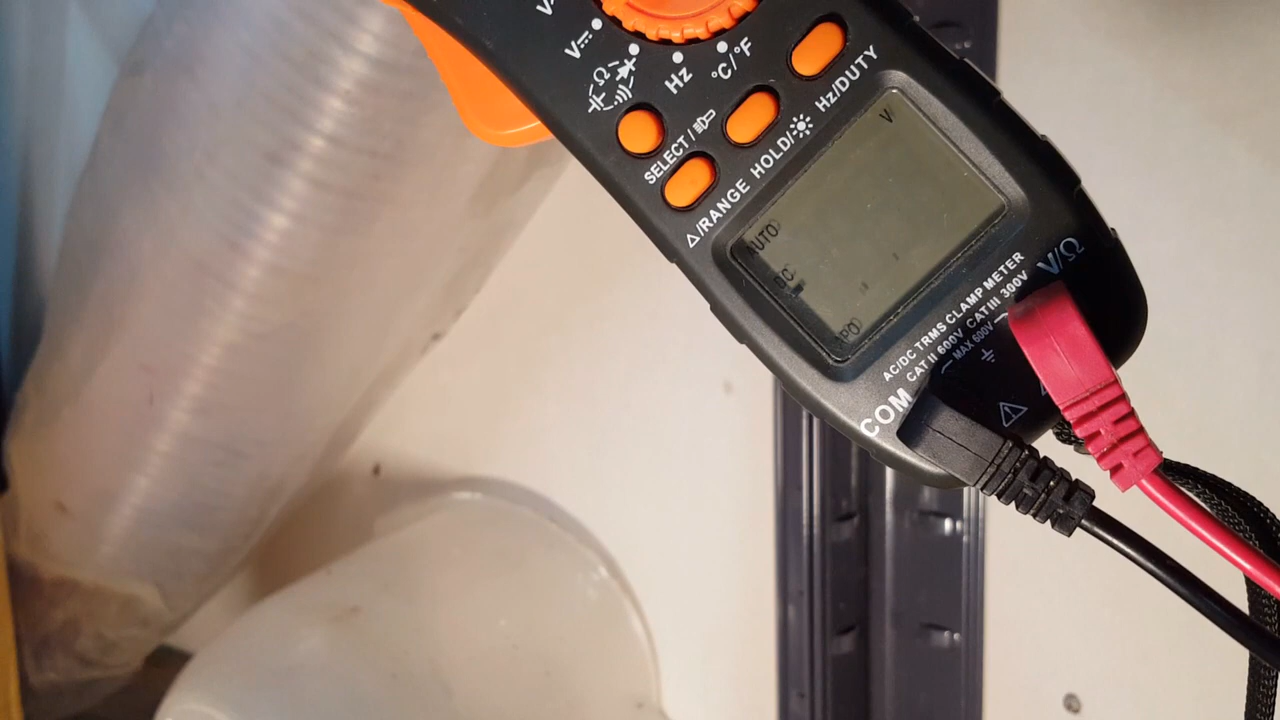 V
V
Ω
Hz
°C/°F
SELECT/
HOLD/
Hz/DUTY
Δ/RANGE
V
AUTO
DC
AC/DC TRMS CLAMP METER
CAT II 600V CAT III 300V
MAX 600V
COM
V/Ω